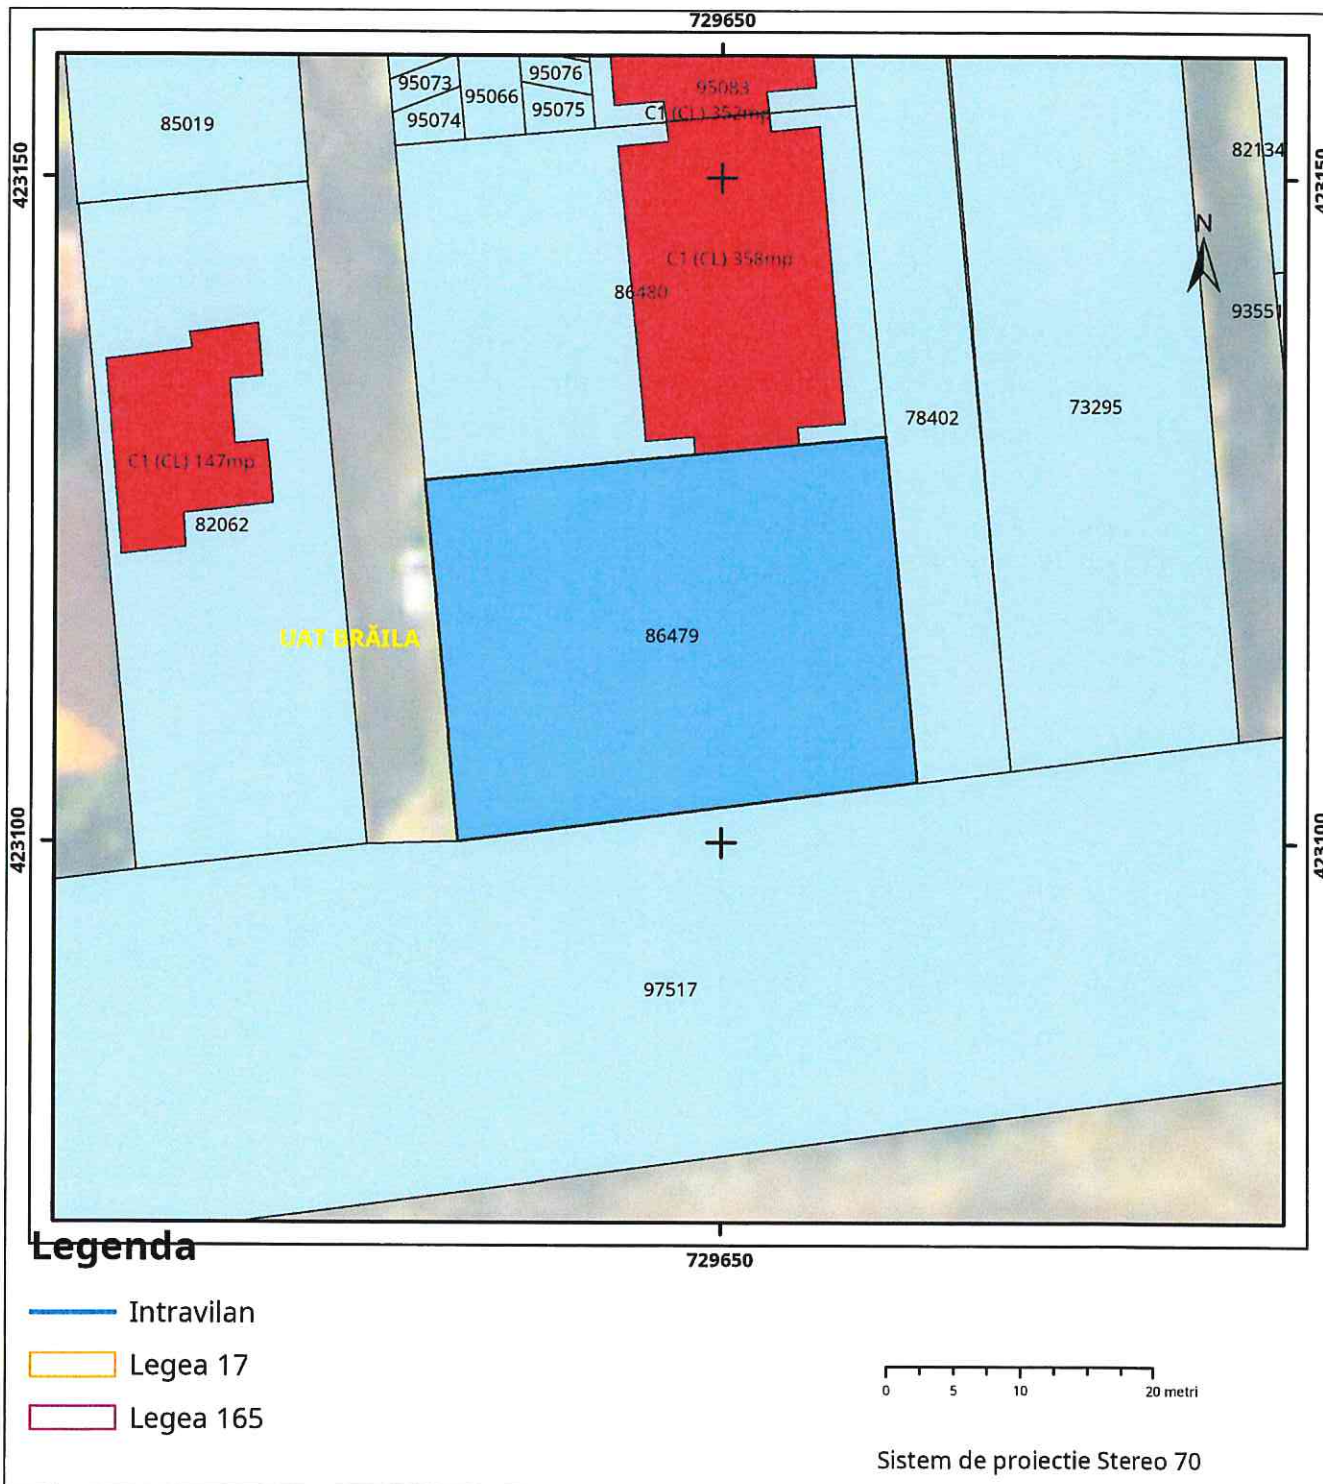 729650
95073
95076
95083
85019
95066
95074
95075
C1 (CL) 352mp
82134
423150
423150
C1 (CL) 358mp
86480
93551
78402
73295
C1 (CL) 147mp
82062
86479
UAT BRĂILA
423100
423100
97517
N
729650
Legenda
Intravilan
Legea 17
Legea 165
0 5 10 20 metri
Sistem de proiectie Stereo 70